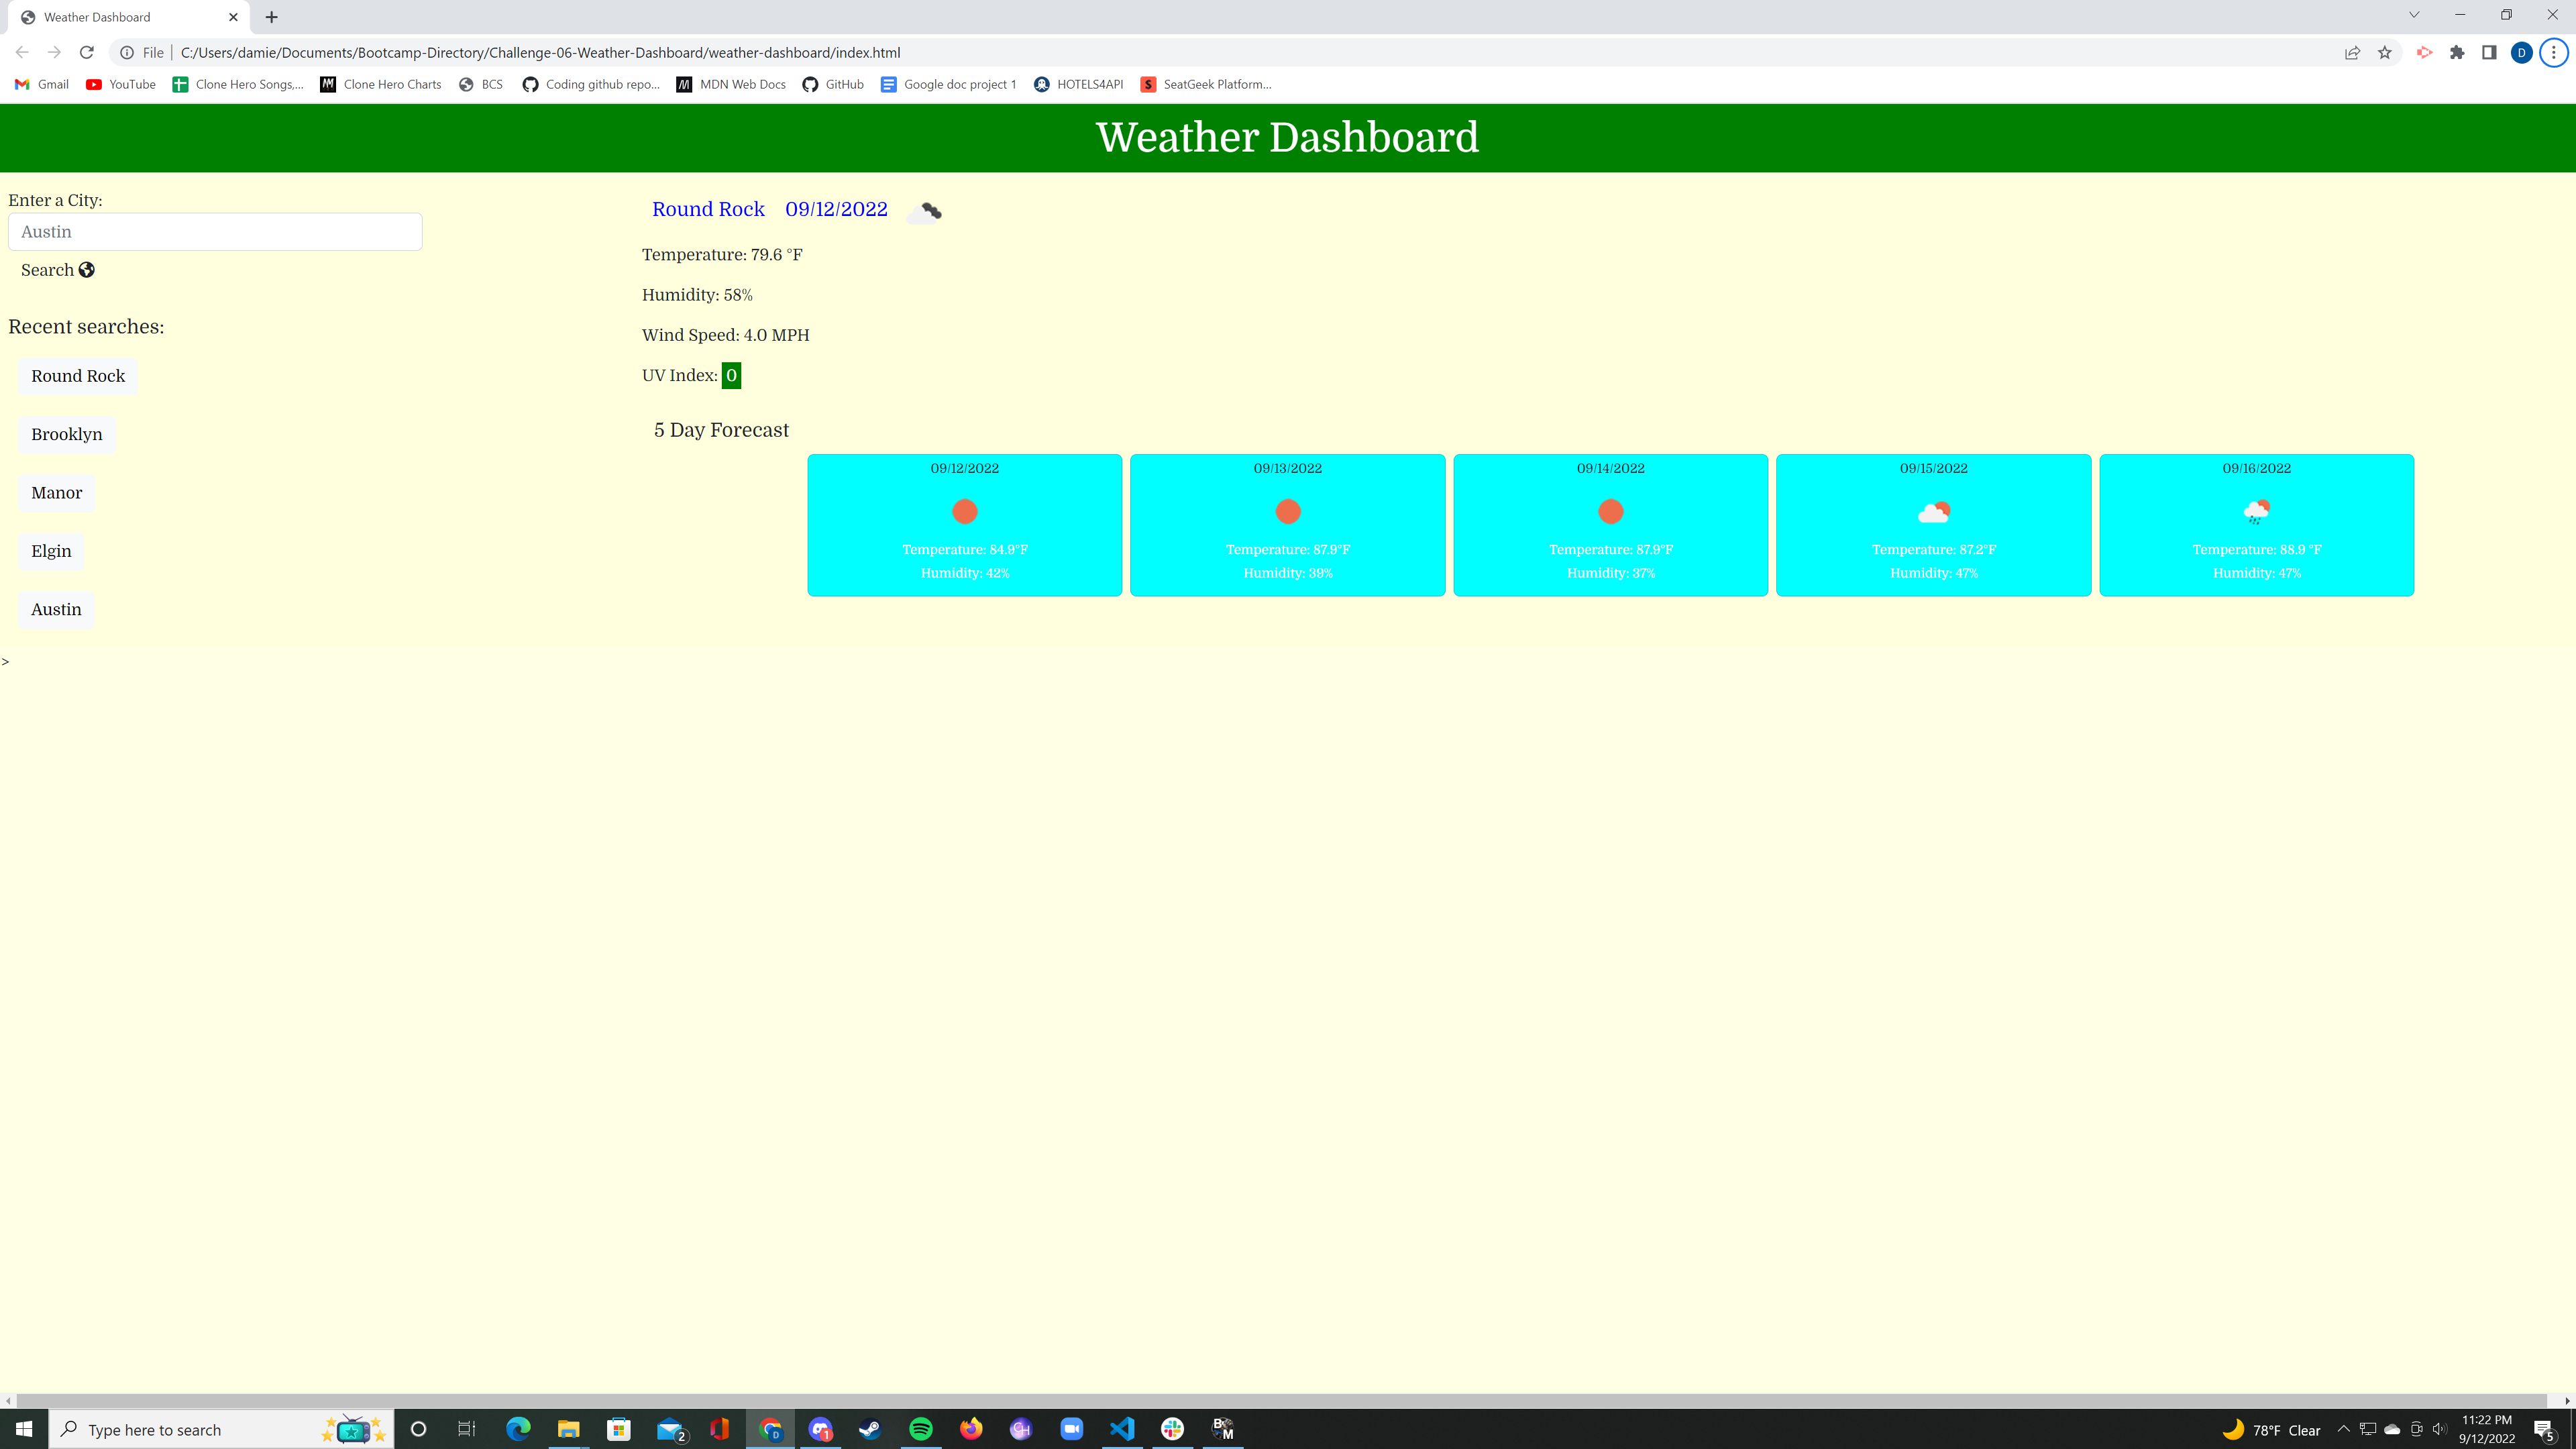 Weather Dashboard
File
C:/Users/damie/Documents/Bootcamp-Directory/Challenge-06-Weather-Dashboard/weather-dashboard/index.html
D
Gmail
YouTube
Clone Hero Songs,...
Clone Hero Charts
BCS
Coding github repo...
MDN Web Docs
GitHub
Google doc project 1
HOTELS4API
SeatGeek Platform...
Weather Dashboard
Enter a City:
Austin
Search
Recent searches:
Round Rock
Brooklyn
Manor
Elgin
Austin
>
Round Rock 09/12/2022
Temperature: 79.6 °F
Humidity: 58%
Wind Speed: 4.0 MPH
UV Index: 0
5 Day Forecast
09/12/2022
Temperature: 84.9°F
Humidity: 42%
09/13/2022
Temperature: 87.9°F
Humidity: 39%
09/14/2022
Temperature: 87.9°F
Humidity: 37%
09/15/2022
Temperature: 87.2°F
Humidity: 47%
09/16/2022
Temperature: 88.9 °F
Humidity: 47%
Type here to search
2
D
1
CH
B
M
78°F Clear
11:22 PM
9/12/2022
5